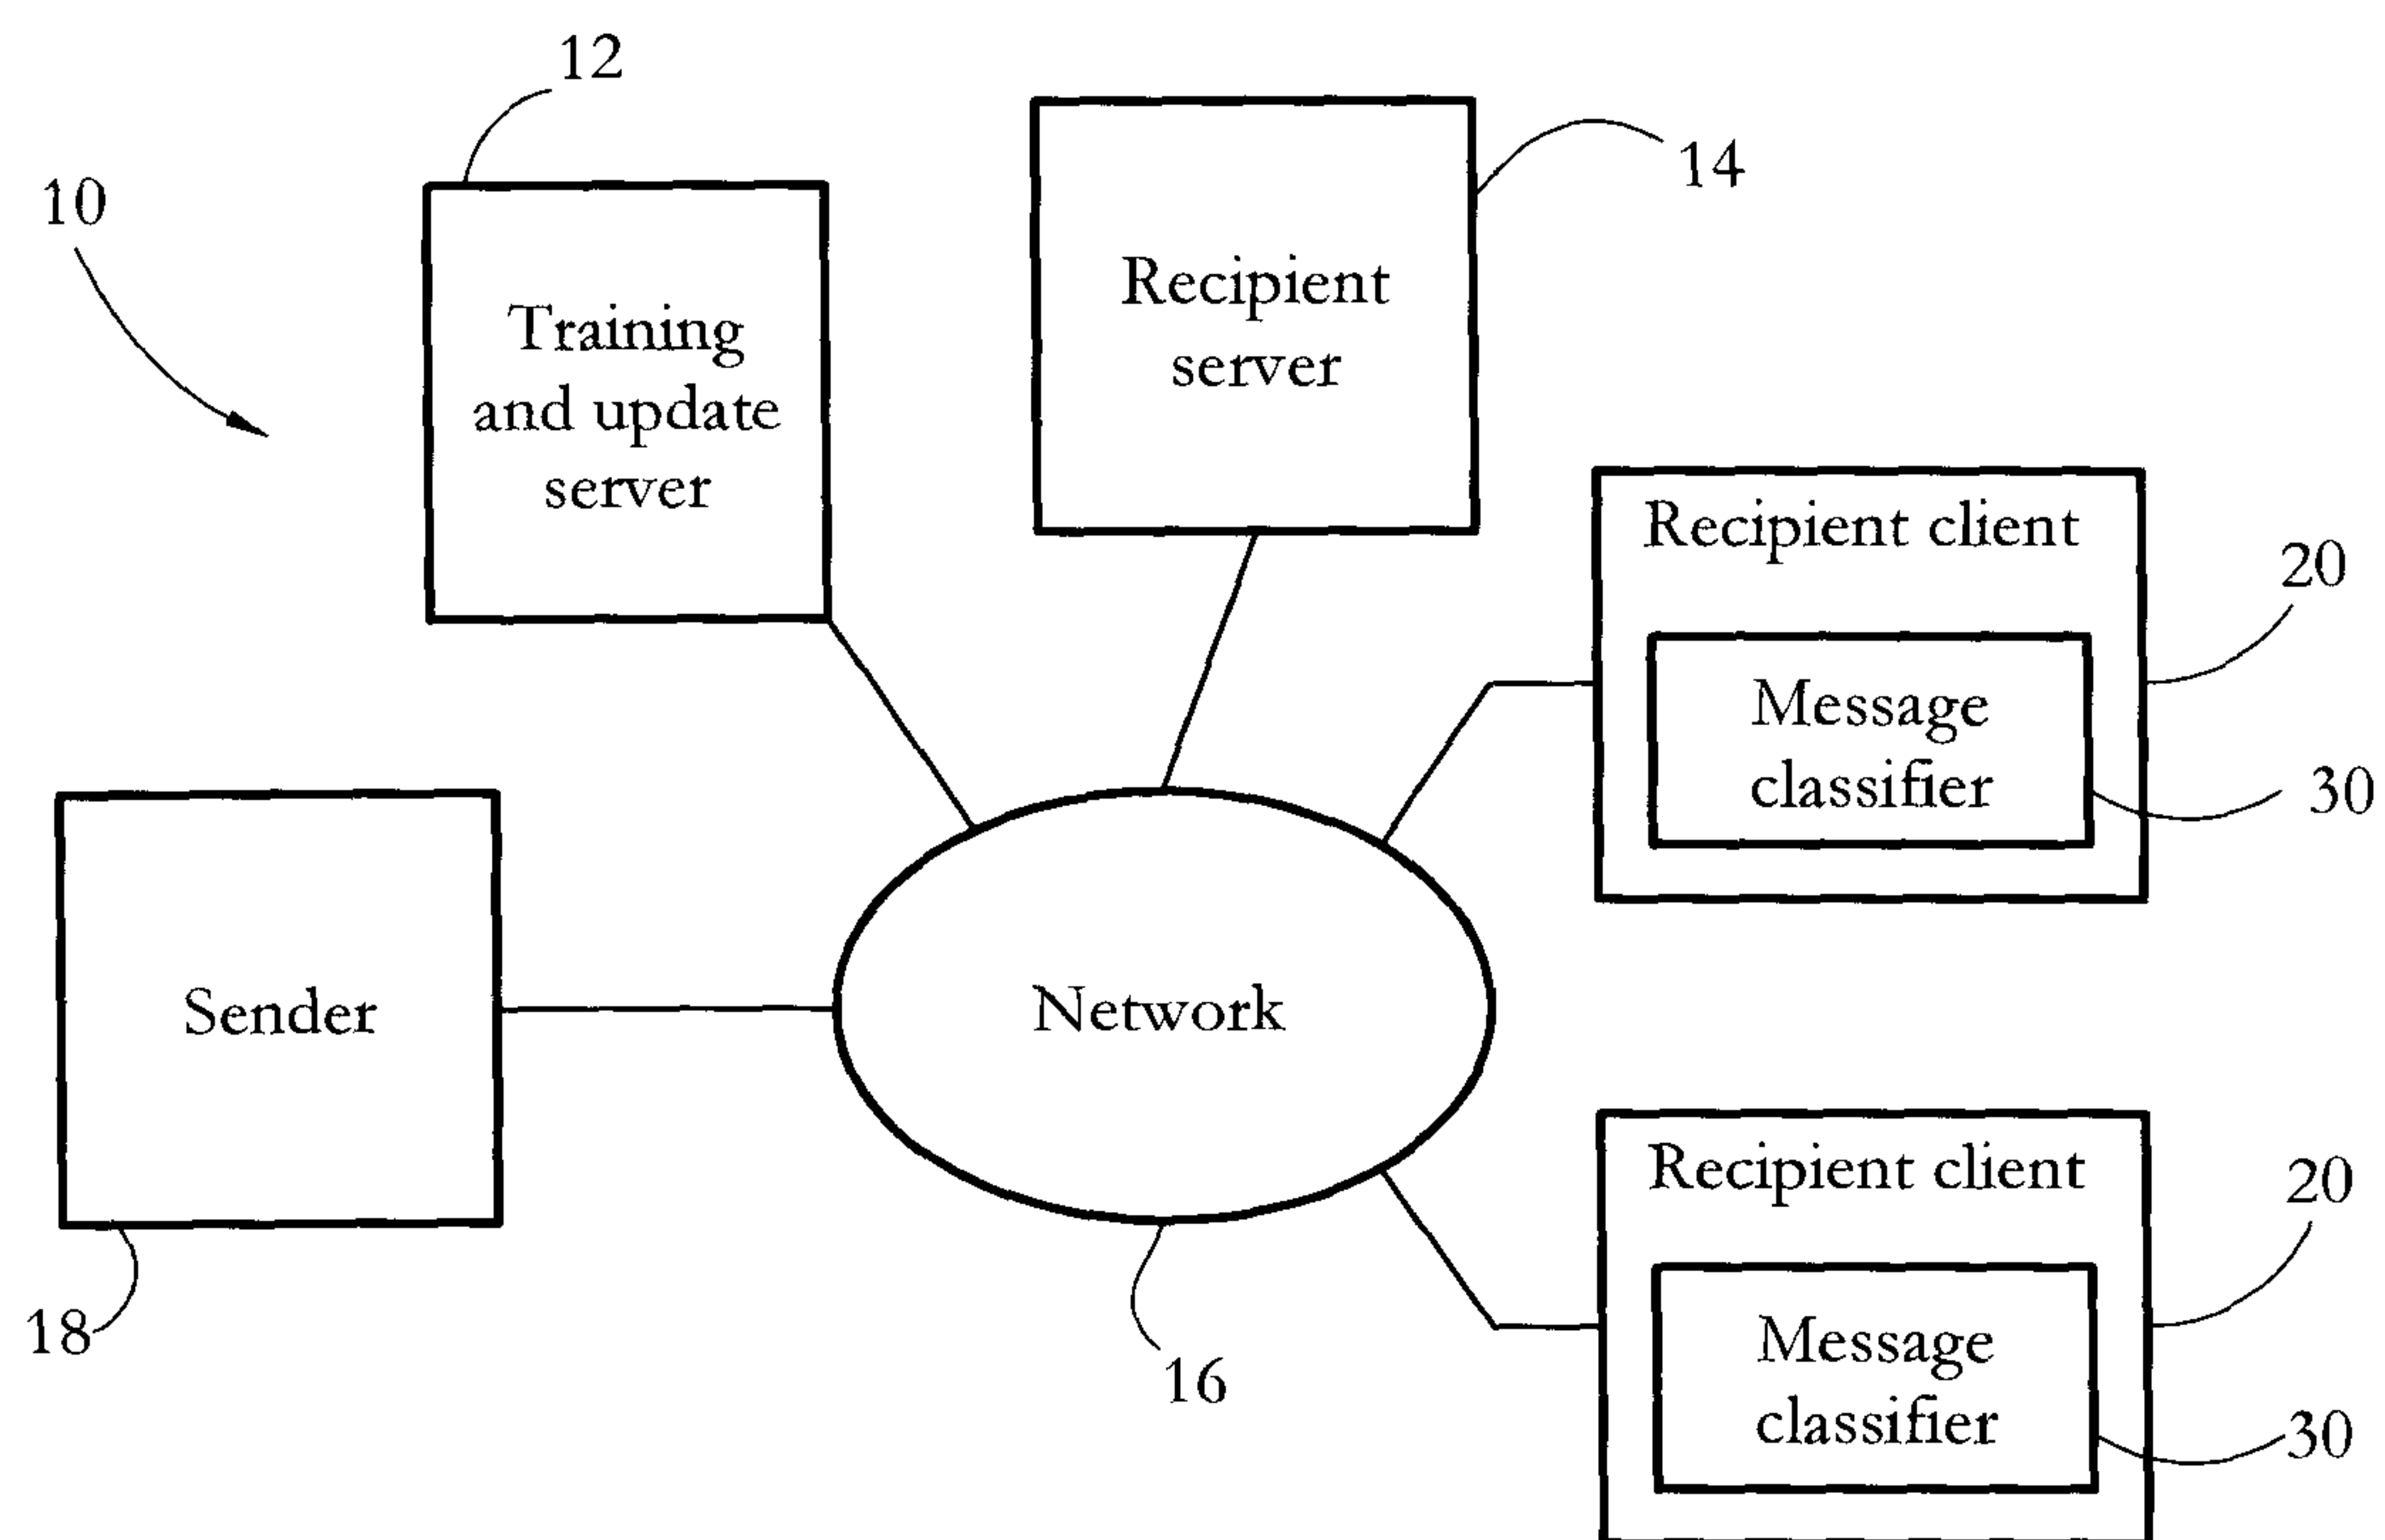 12
14
10
Training
and update
server
Recipient
server
Recipient client
20
Message
classifier
30
Sender
Network
Recipient client
20
Message
classifier
30
18
16